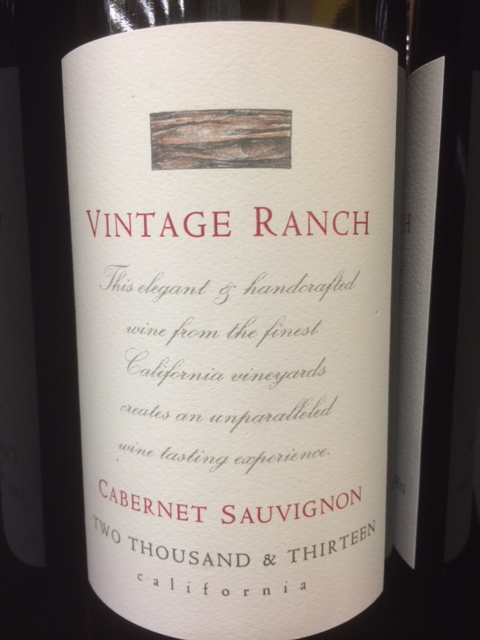 VINTAGE RANCH
This elegant & handcrafted
wine from the finest
California vineyards
creates an unparalleled
wine tasting experience.
CABERNET SAUVIGNON
TWO THOUSAND & THIRTEEN
california